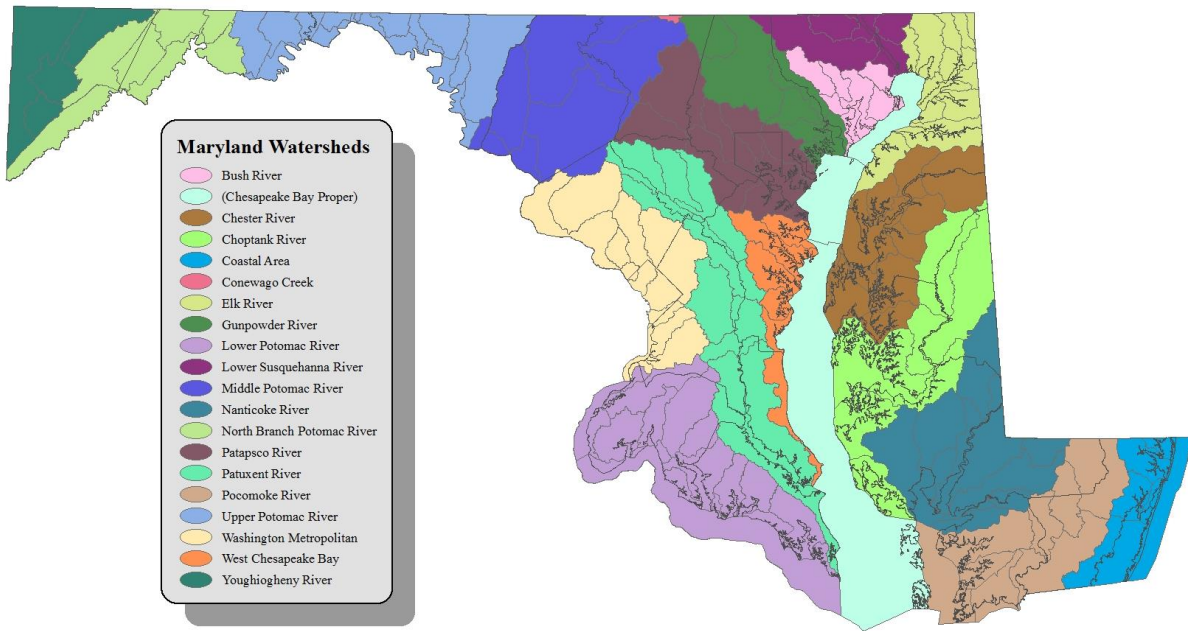 Maryland Watersheds
Bush River
(Chesapeake Bay Proper)
Chester River
Choptank River
Coastal Area
Conewago Creek
Elk River
Gunpowder River
Lower Potomac River
Lower Susquehanna River
Middle Potomac River
Nanticoke River
North Branch Potomac River
Patapsco River
Patuxent River
Pocomoke River
Upper Potomac River
Washington Metropolitan
West Chesapeake Bay
Youghiogheny River